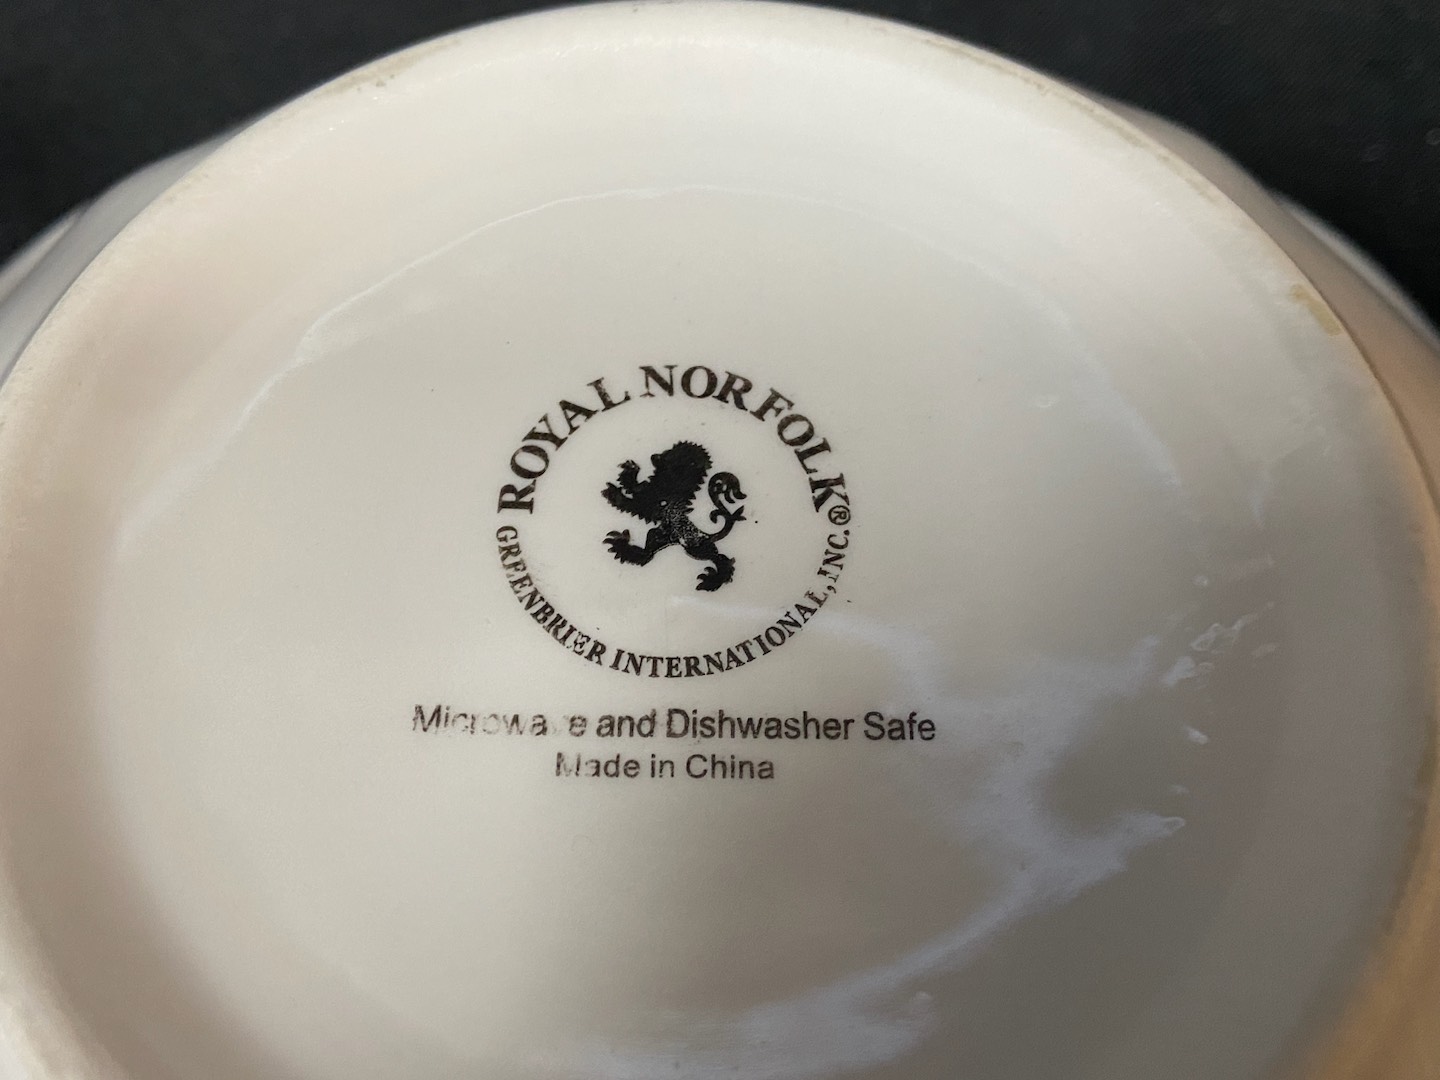 ROYAL NORFOLK®
GREENBRIER INTERNATIONAL, INC.
Microwave and Dishwasher Safe
Made in China